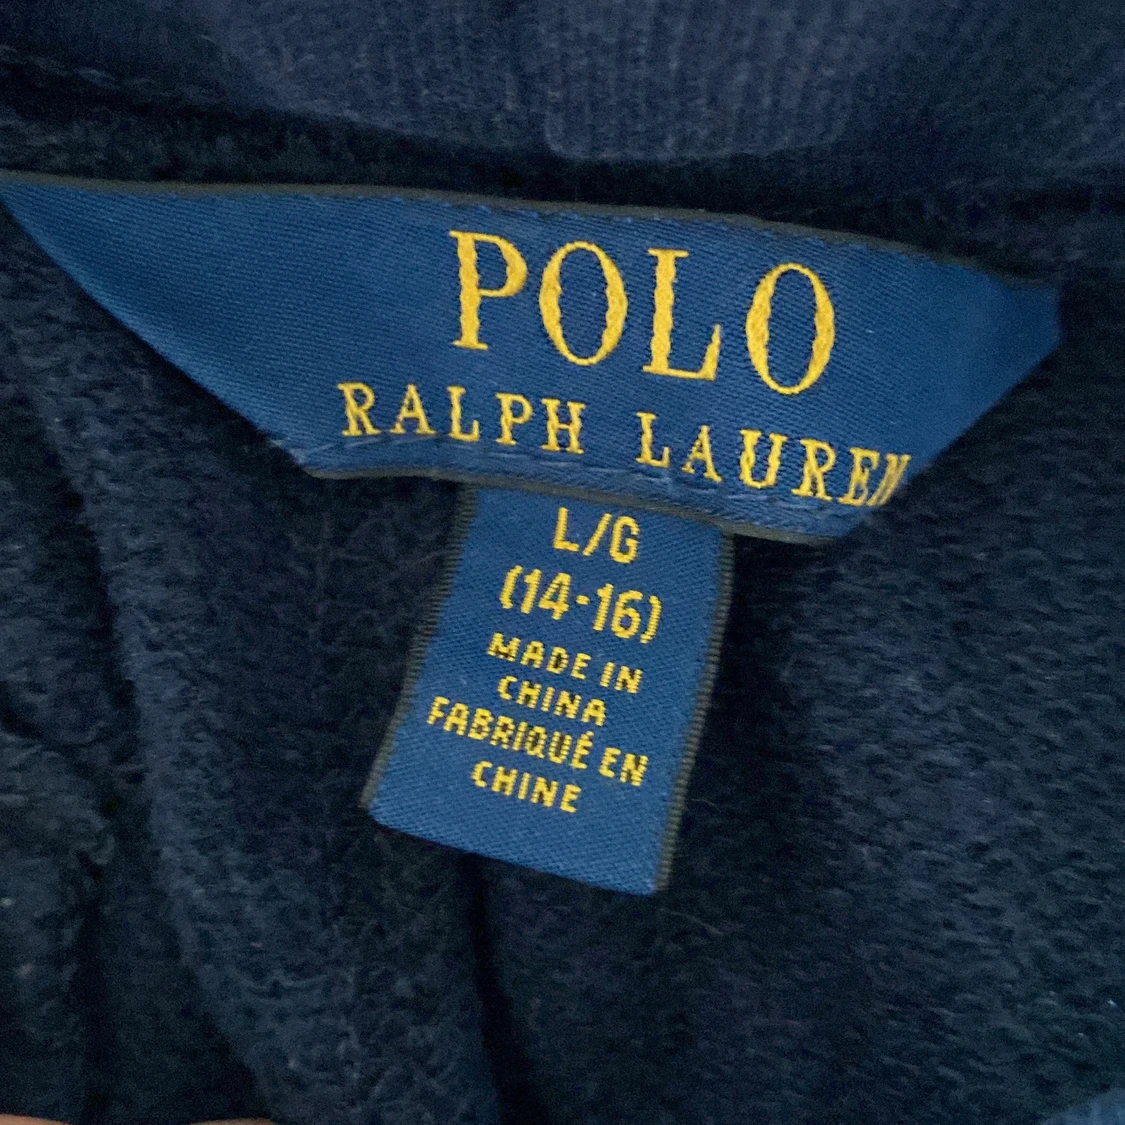 POLO
RALPH LAUREN
L/G
(14-16)
MADE IN
CHINA
FABRIQUÉ EN
CHINE